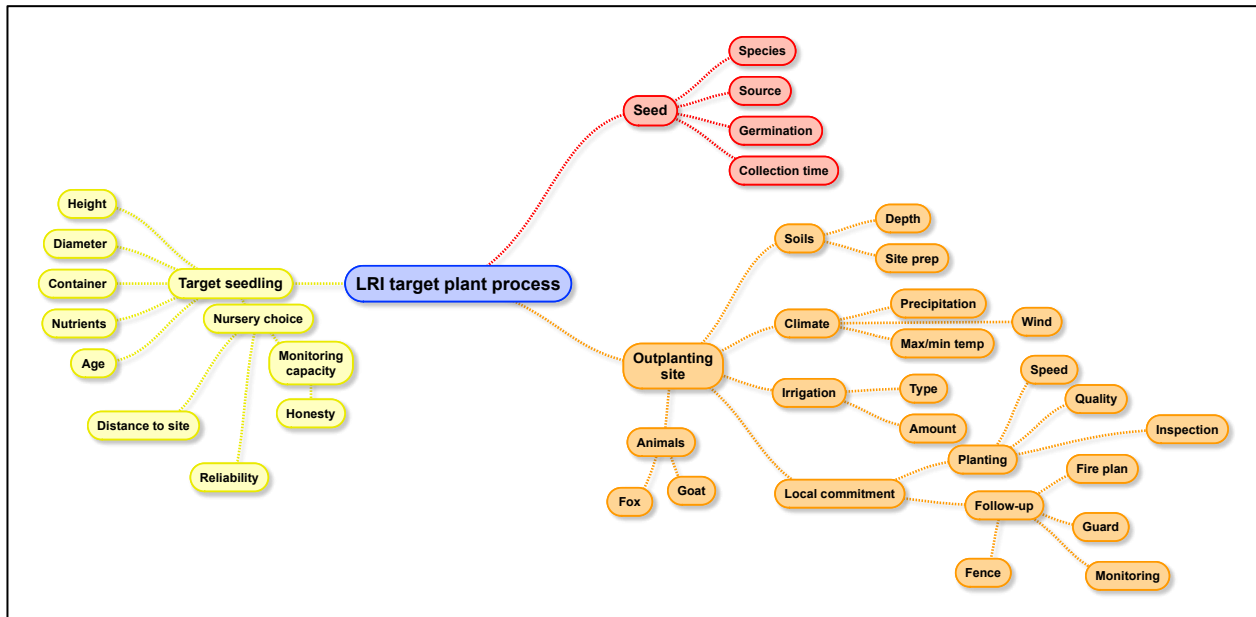 Species
Seed
Source
Germination
Collection time
Height
Diameter
Container
Nutrients
Age
Target seedling
Nursery choice
Monitoring
capacity
Honesty
Distance to site
Reliability
LRI target plant process
Outplanting
site
Soils
Depth
Site prep
Climate
Precipitation
Wind
Max/min temp
Irrigation
Type
Amount
Animals
Fox
Goat
Local commitment
Planting
Speed
Quality
Inspection
Follow-up
Fire plan
Guard
Monitoring
Fence